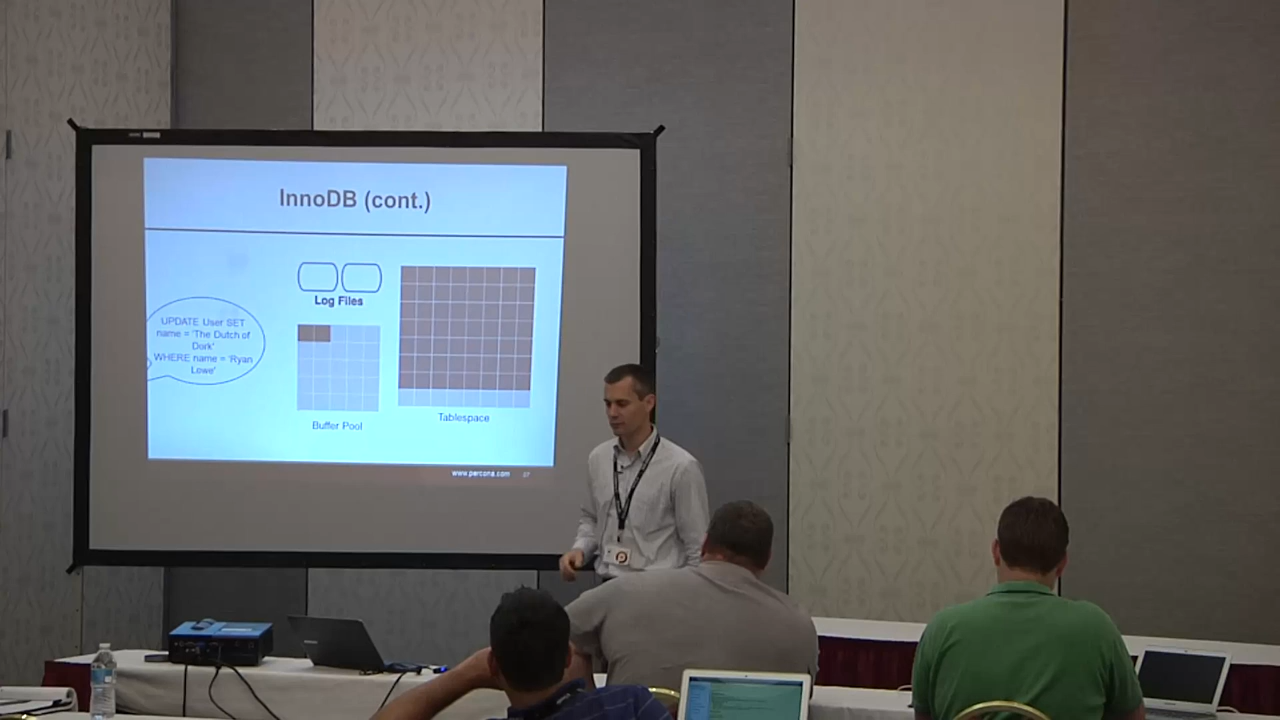 InnoDB (cont.)
UPDATE User SET
name = 'The Dutch of
Dork'
WHERE name = 'Ryan
Lowe'
Log Files
Buffer Pool
Tablespace
www.percona.com 37